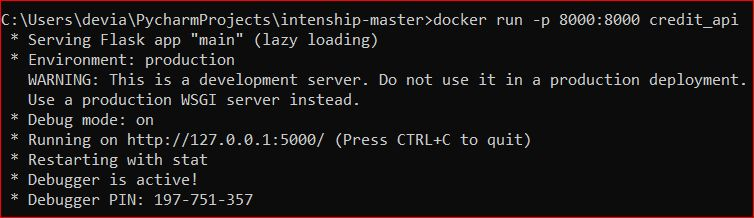 C:\Users\devia\PycharmProjects\intenship-master>docker run -p 8000:8000 credit_api
 * Serving Flask app "main" (lazy loading)
 * Environment: production
   WARNING: This is a development server. Do not use it in a production deployment.
   Use a production WSGI server instead.
 * Debug mode: on
 * Running on http://127.0.0.1:5000/ (Press CTRL+C to quit)
 * Restarting with stat
 * Debugger is active!
 * Debugger PIN: 197-751-357